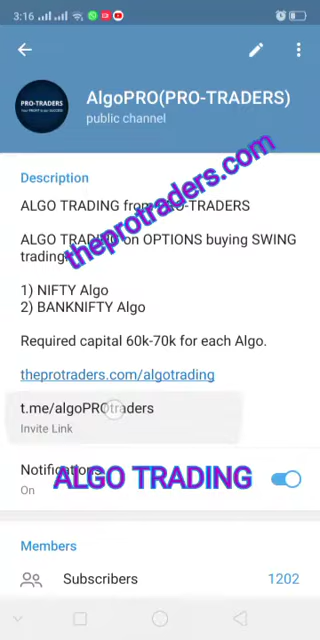 3:16
PRO-TRADERS
AlgoPRO(PRO-TRADERS)
public channel
Description
ALGO TRADING from PRO-TRADERS
ALGO TRADING on OPTIONS buying SWING
trading.
theprotraders.com
1) NIFTY Algo
2) BANKNIFTY Algo
Required capital 60k-70k for each Algo.
theprotraders.com/algotrading
t.me/algoPROtraders
Invite Link
Notifications
On
ALGO TRADING
Members
Subscribers
1202